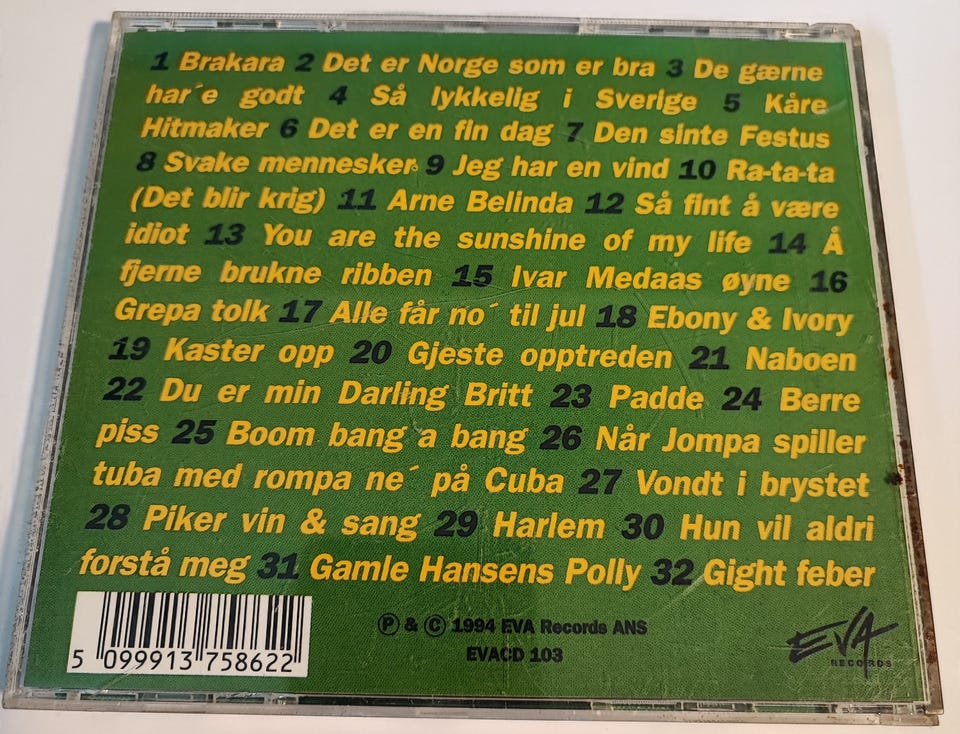 1 Brakara 2 Det er Norge som er bra 3 De gærne
har´e godt 4 Så lykkelig i Sverige 5 Kåre
Hitmaker 6 Det er en fin dag 7 Den sinte Festus
8 Svake mennesker 9 Jeg har en vind 10 Ra-ta-ta
(Det blir krig) 11 Arne Belinda 12 Så fint å være
idiot 13 You are the sunshine of my life 14 Å
fjerne brukne ribben 15 Ivar Medaas øyne 16
Grepa tolk 17 Alle får no´ til jul 18 Ebony & Ivory
19 Kaster opp 20 Gjeste opptreden 21 Naboen
22 Du er min Darling Britt 23 Padde 24 Berre
piss 25 Boom bang a bang 26 Når Jompa spiller
tuba med rompa ne´ på Cuba 27 Vondt i brystet
28 Piker vin & sang 29 Harlem 30 Hun vil aldri
forstå meg 31 Gamle Hansens Polly 32 Gight feber
5 099913 758622
Ⓟ & © 1994 EVA Records ANS
EVACD 103
EVA
RECORDS